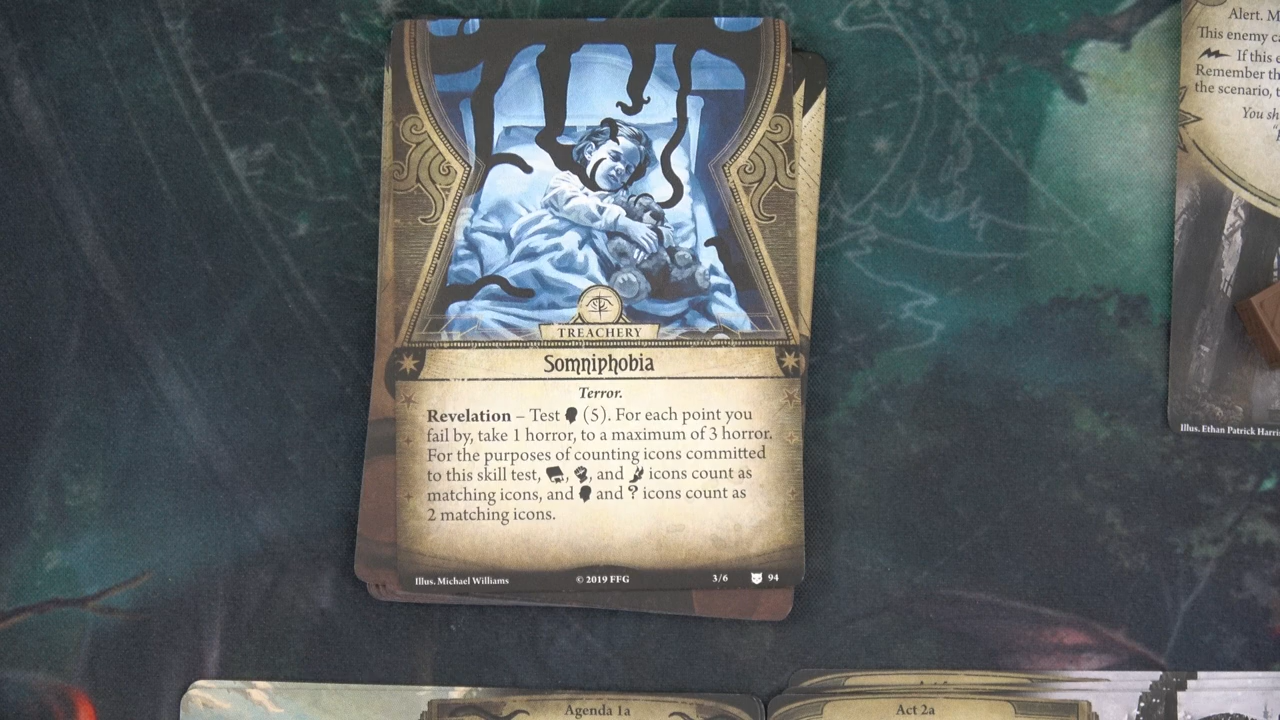 TREACHERY
Somniphobia
Terror.
Revelation – Test (5). For each point you
fail by, take 1 horror, to a maximum of 3 horror.
For the purposes of counting icons committed
to this skill test, , , and icons count as
matching icons, and and ? icons count as
2 matching icons.
Illus. Michael Williams © 2019 FFG 3/6 94
Alert. M
This enemy ca
If this e
Remember th
the scenario, t
You sh
Illus. Ethan Patrick Harri
Agenda 1a
Act 2a